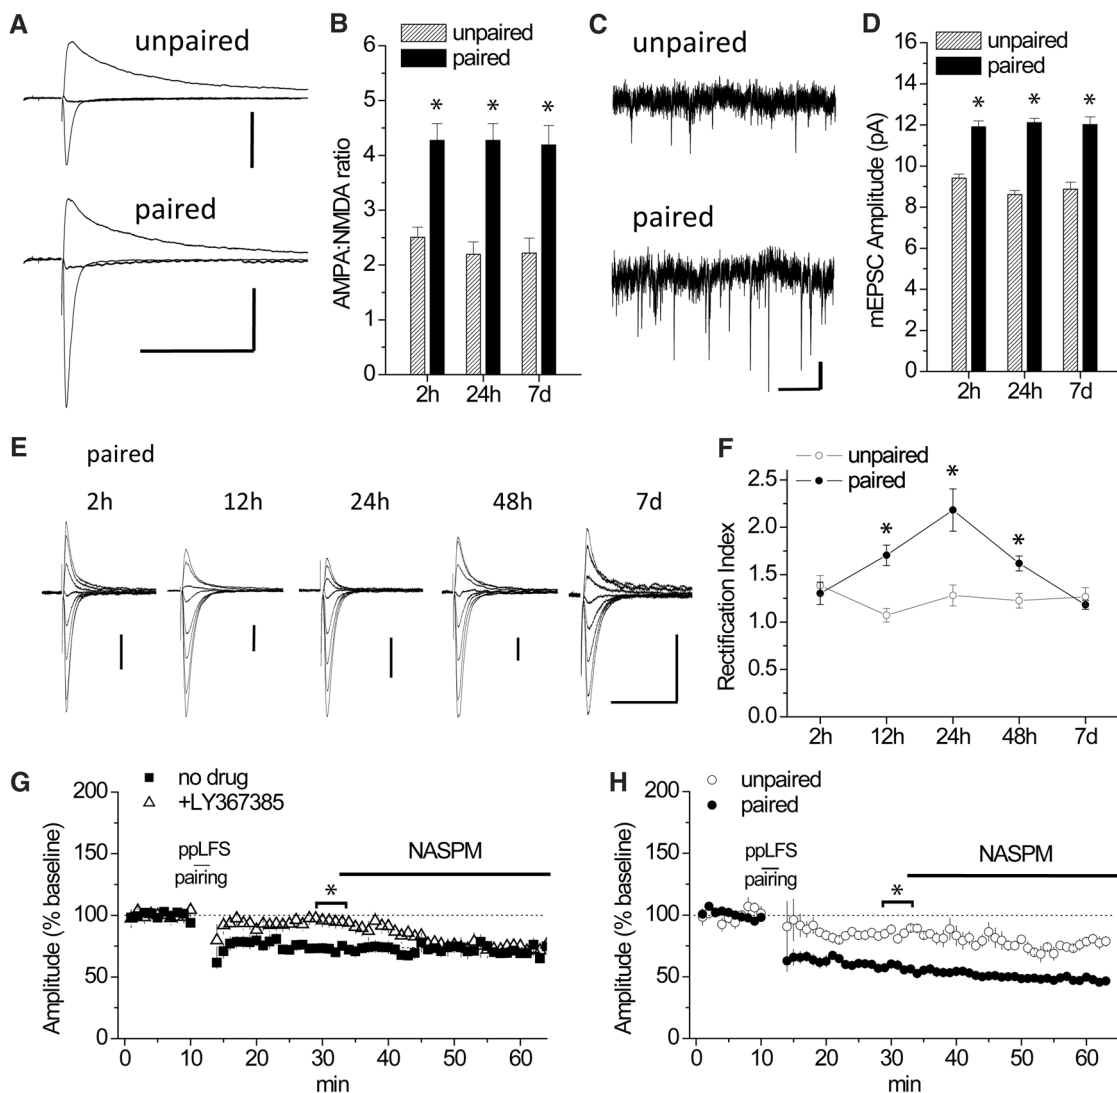 A
unpaired
paired
B
unpaired
paired
6
5
4
3
2
1
0
AMPA:NMDA ratio
* * *
2h 24h 7d
C
unpaired
paired
D
unpaired
paired
16
14
12
10
8
6
4
2
0
mEPSC Amplitude (pA)
* * *
2h 24h 7d
E
paired
2h 12h 24h 48h 7d
F
unpaired
paired
2.5
2.0
1.5
1.0
0.5
0.0
Rectification Index
* * *
2h 12h 24h 48h 7d
G
no drug
+LY367385
200
150
100
50
0
Amplitude (% baseline)
ppLFS
pairing
NASPM
*
0 10 20 30 40 50 60
min
H
unpaired
paired
200
150
100
50
0
Amplitude (% baseline)
ppLFS
pairing
NASPM
*
0 10 20 30 40 50 60
min